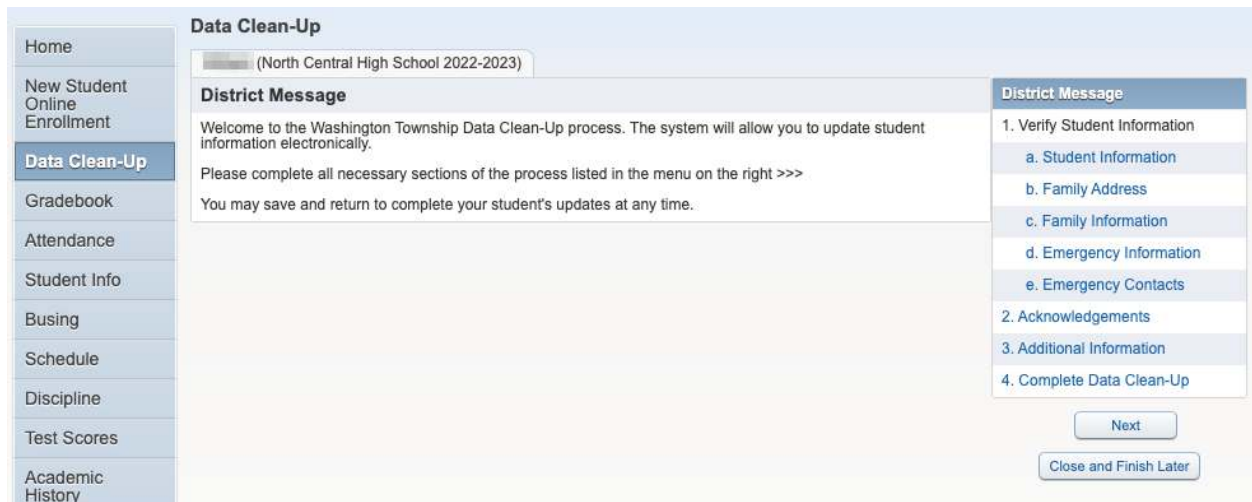 Data Clean-Up
Home
New Student
Online
Enrollment
Data Clean-Up
Gradebook
Attendance
Student Info
Busing
Schedule
Discipline
Test Scores
Academic
History
(North Central High School 2022-2023)
District Message
Welcome to the Washington Township Data Clean-Up process. The system will allow you to update student
information electronically.
Please complete all necessary sections of the process listed in the menu on the right >>>
You may save and return to complete your student's updates at any time.
District Message
1. Verify Student Information
a. Student Information
b. Family Address
c. Family Information
d. Emergency Information
e. Emergency Contacts
2. Acknowledgements
3. Additional Information
4. Complete Data Clean-Up
Next
Close and Finish Later